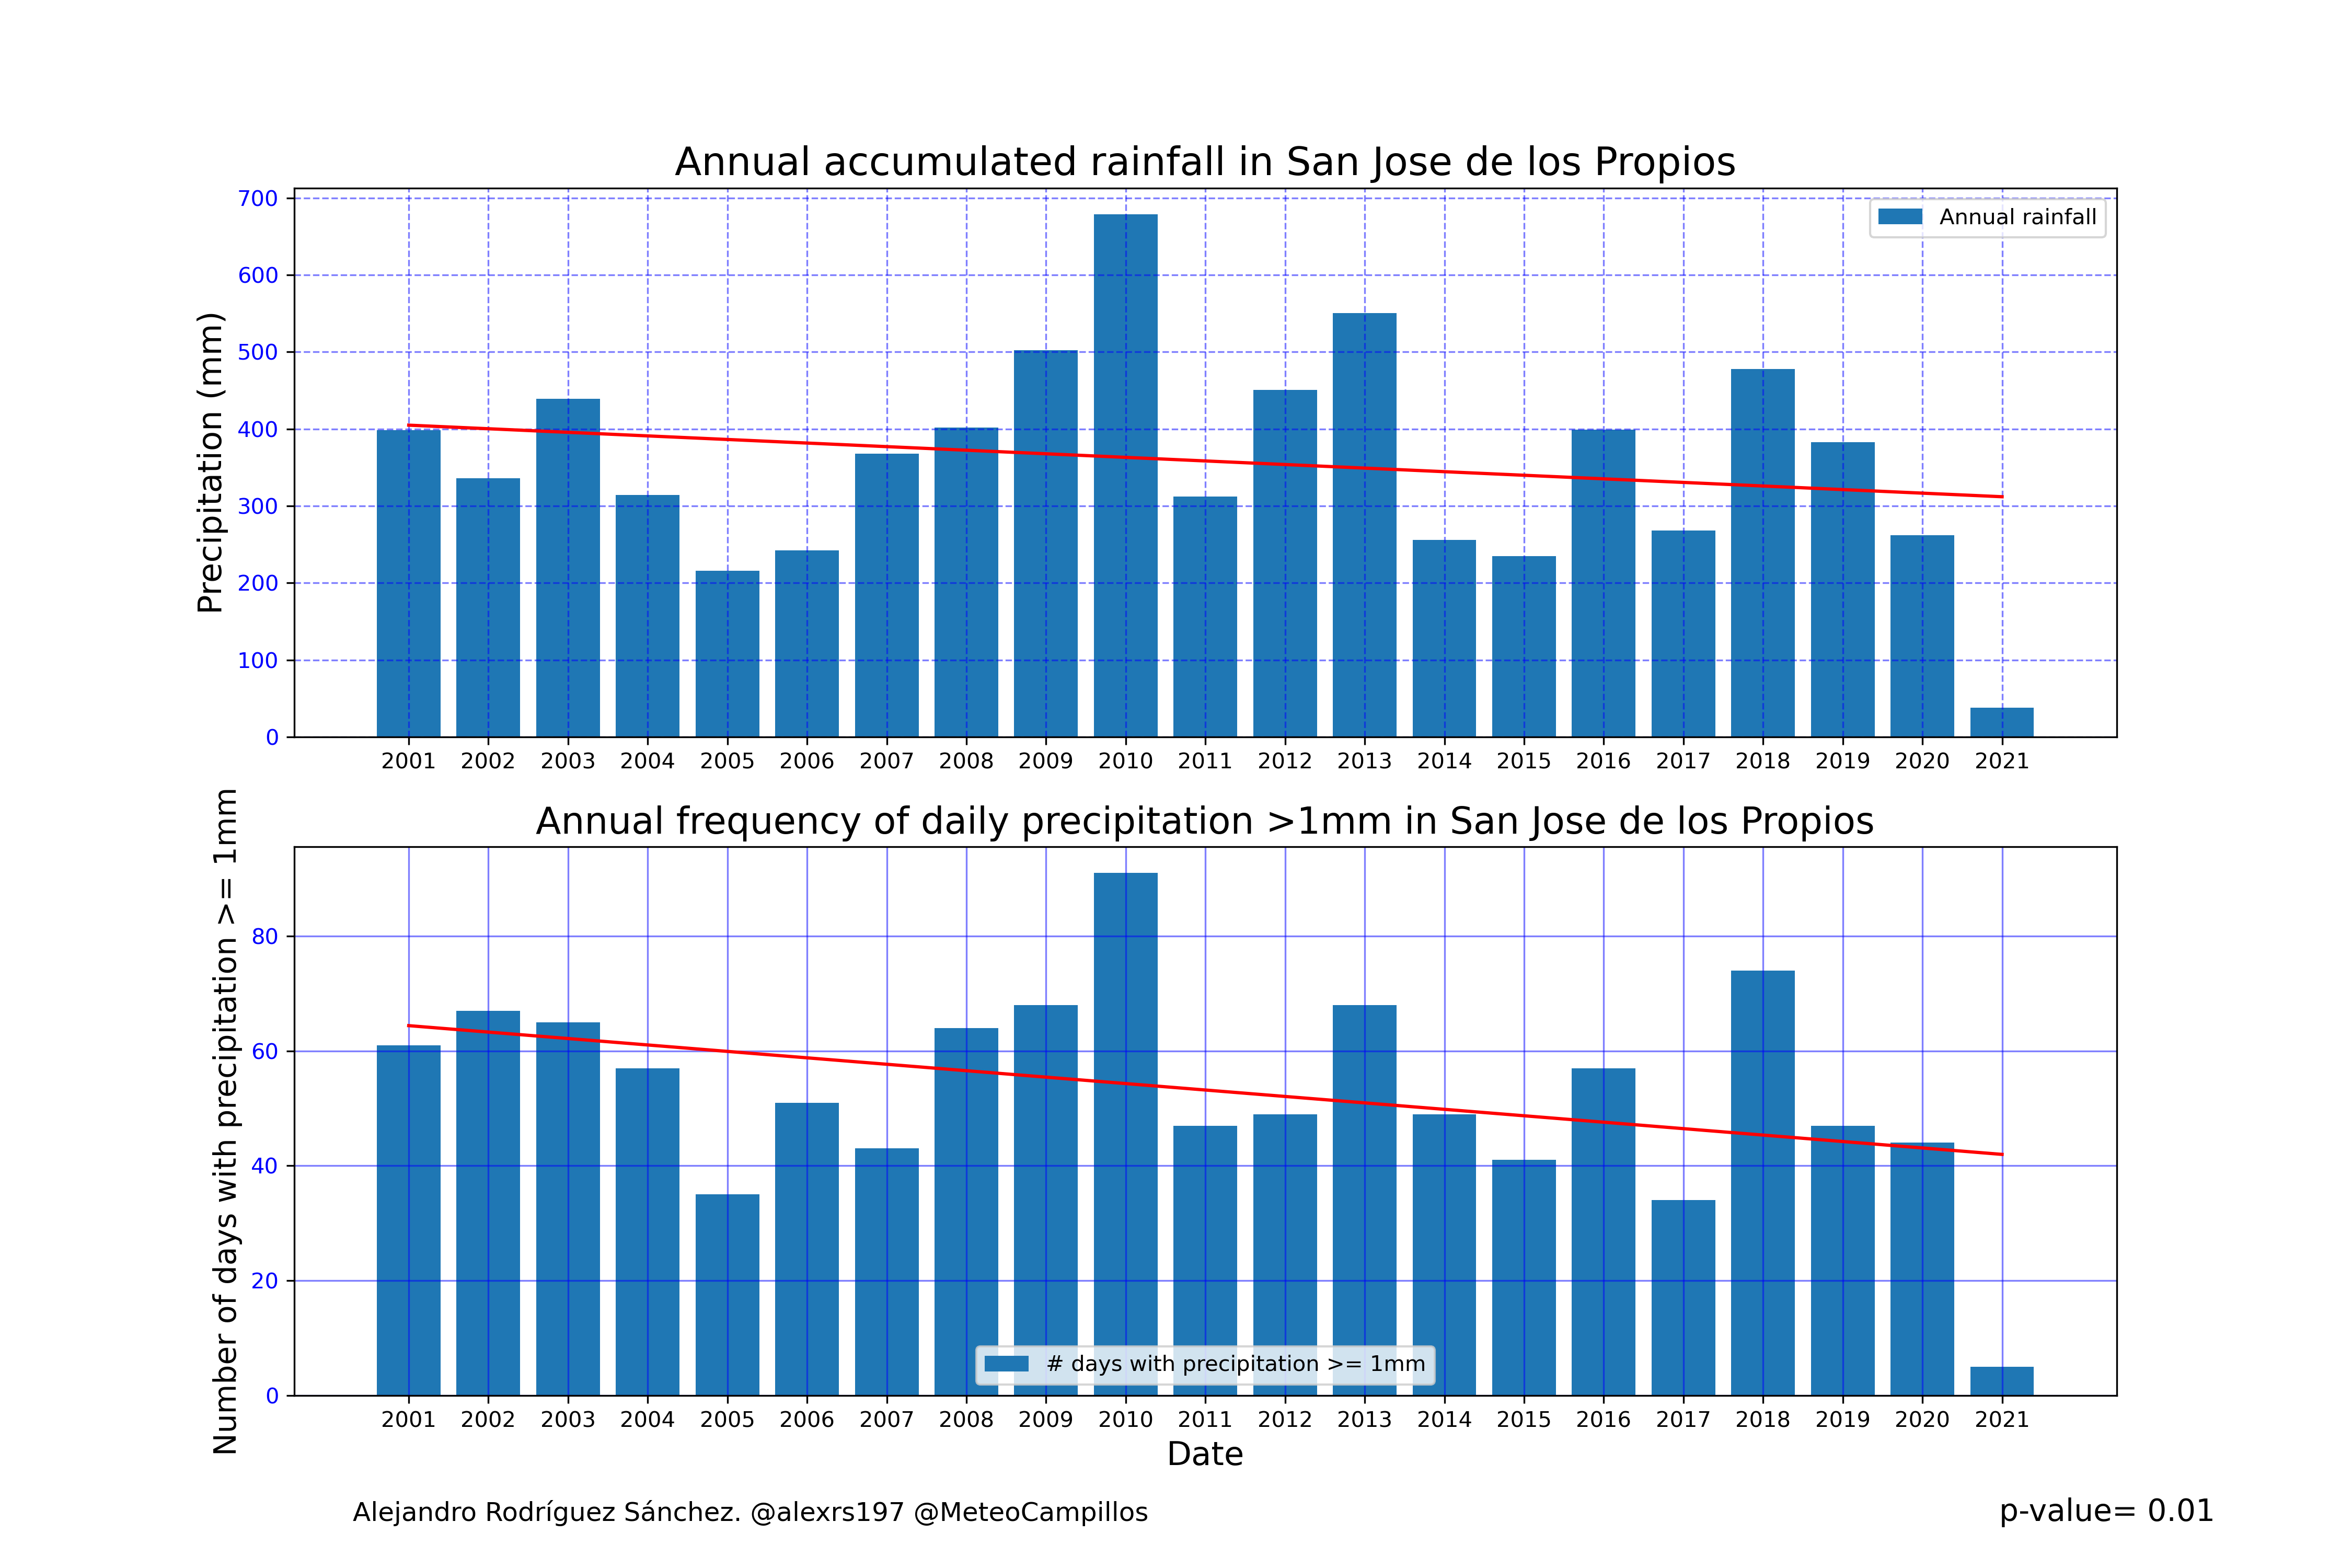 Annual accumulated rainfall in San Jose de los Propios
Precipitation (mm)
700
600
500
400
300
200
100
0
Annual rainfall
2001 2002 2003 2004 2005 2006 2007 2008 2009 2010 2011 2012 2013 2014 2015 2016 2017 2018 2019 2020 2021
Annual frequency of daily precipitation >1mm in San Jose de los Propios
Number of days with precipitation >= 1mm
80
60
40
20
0
# days with precipitation >= 1mm
2001 2002 2003 2004 2005 2006 2007 2008 2009 2010 2011 2012 2013 2014 2015 2016 2017 2018 2019 2020 2021
Date
Alejandro Rodríguez Sánchez. @alexrs197 @MeteoCampillos
p-value= 0.01